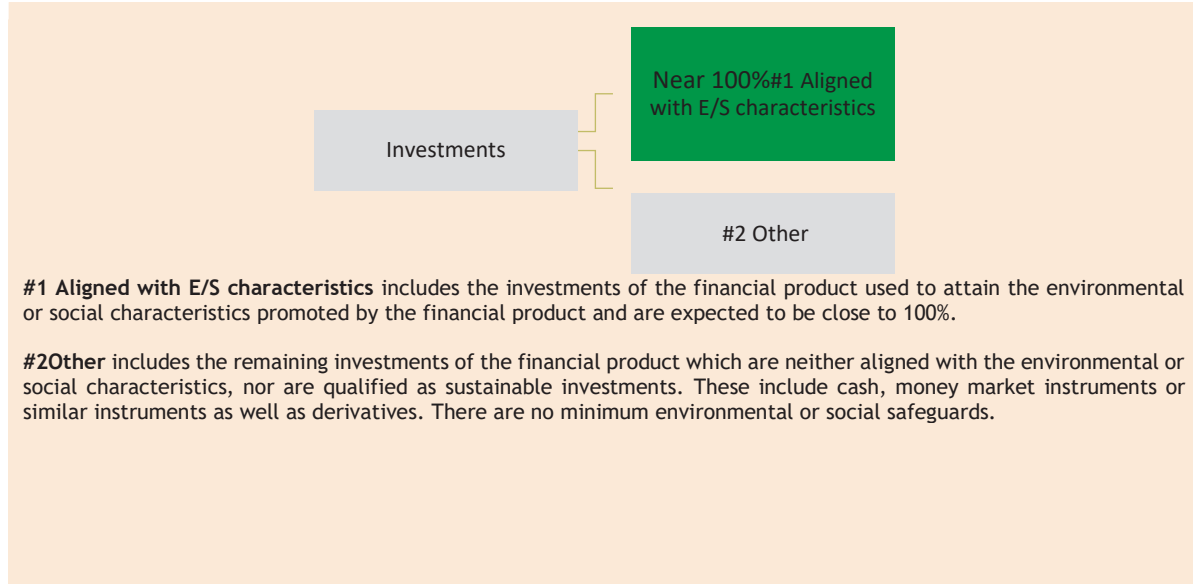 Near 100%#1 Aligned
with E/S characteristics
Investments
#2 Other
#1 Aligned with E/S characteristics includes the investments of the financial product used to attain the environmental
or social characteristics promoted by the financial product and are expected to be close to 100%.
#2Other includes the remaining investments of the financial product which are neither aligned with the environmental or
social characteristics, nor are qualified as sustainable investments. These include cash, money market instruments or
similar instruments as well as derivatives. There are no minimum environmental or social safeguards.